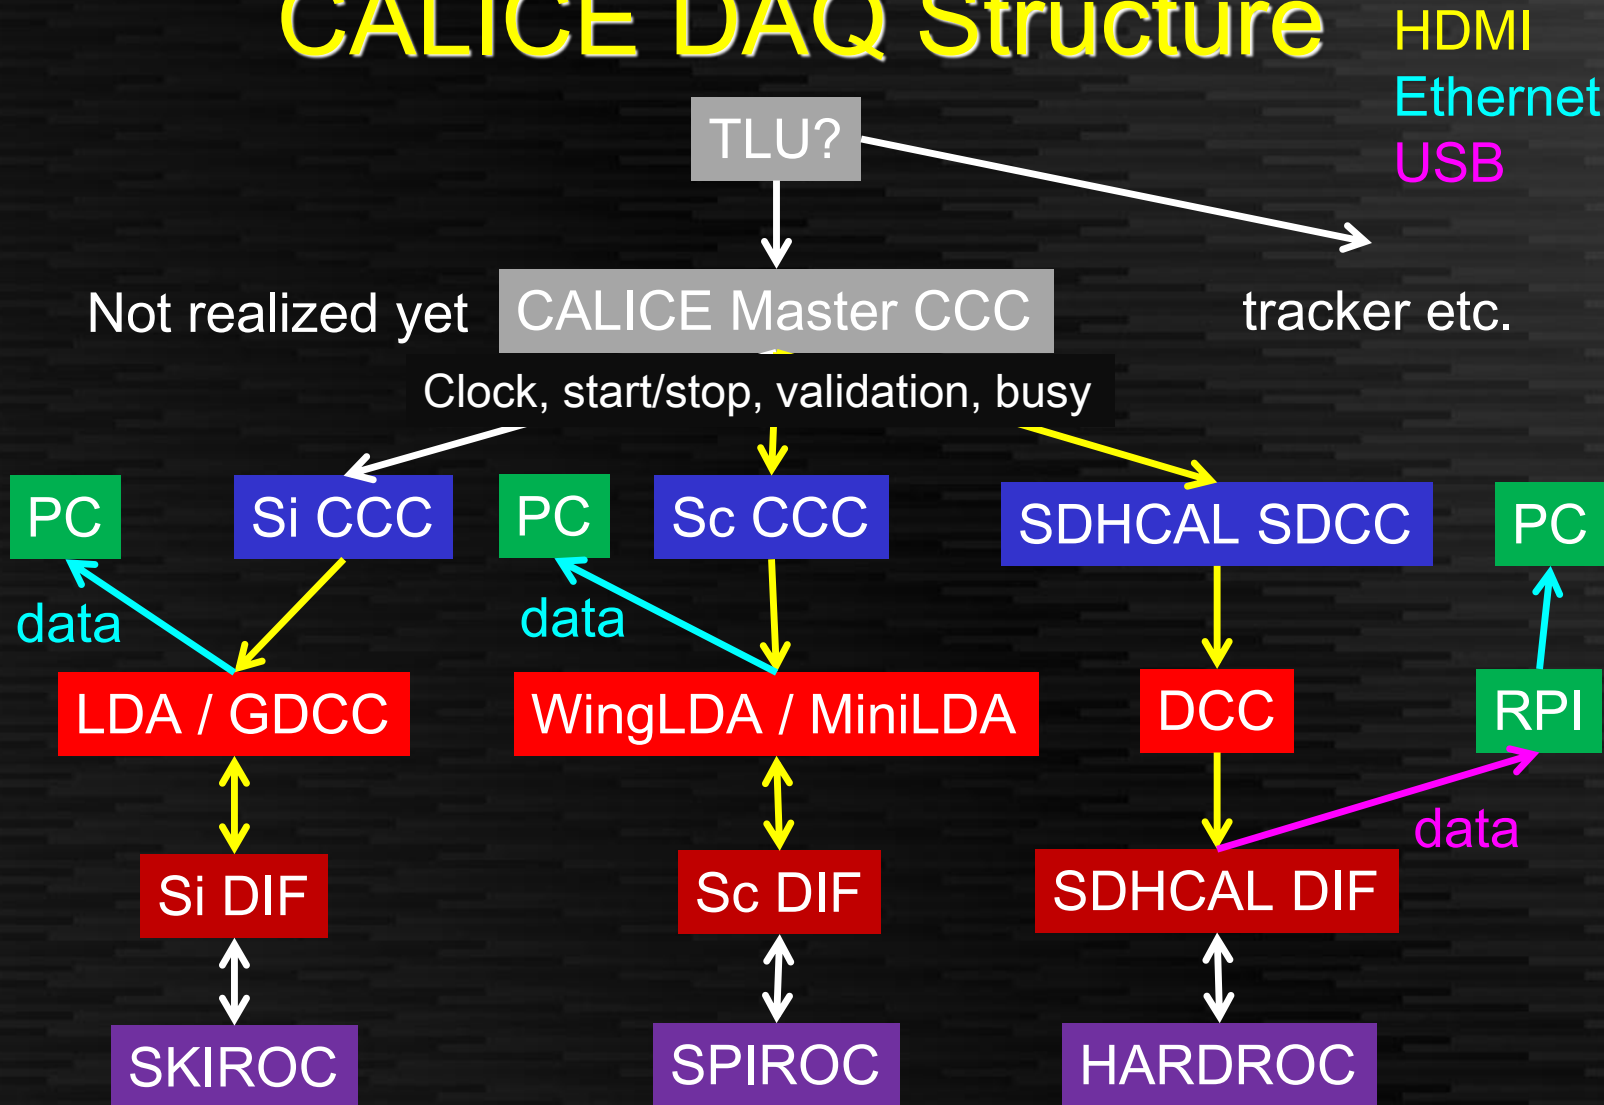 CALICE DAQ Structure
HDMI
Ethernet
USB
TLU?
Not realized yet
CALICE Master CCC
tracker etc.
Clock, start/stop, validation, busy
PC
Si CCC
PC
Sc CCC
SDHCAL SDCC
PC
data
data
LDA / GDCC
WingLDA / MiniLDA
DCC
RPI
data
Si DIF
Sc DIF
SDHCAL DIF
SKIROC
SPIROC
HARDROC